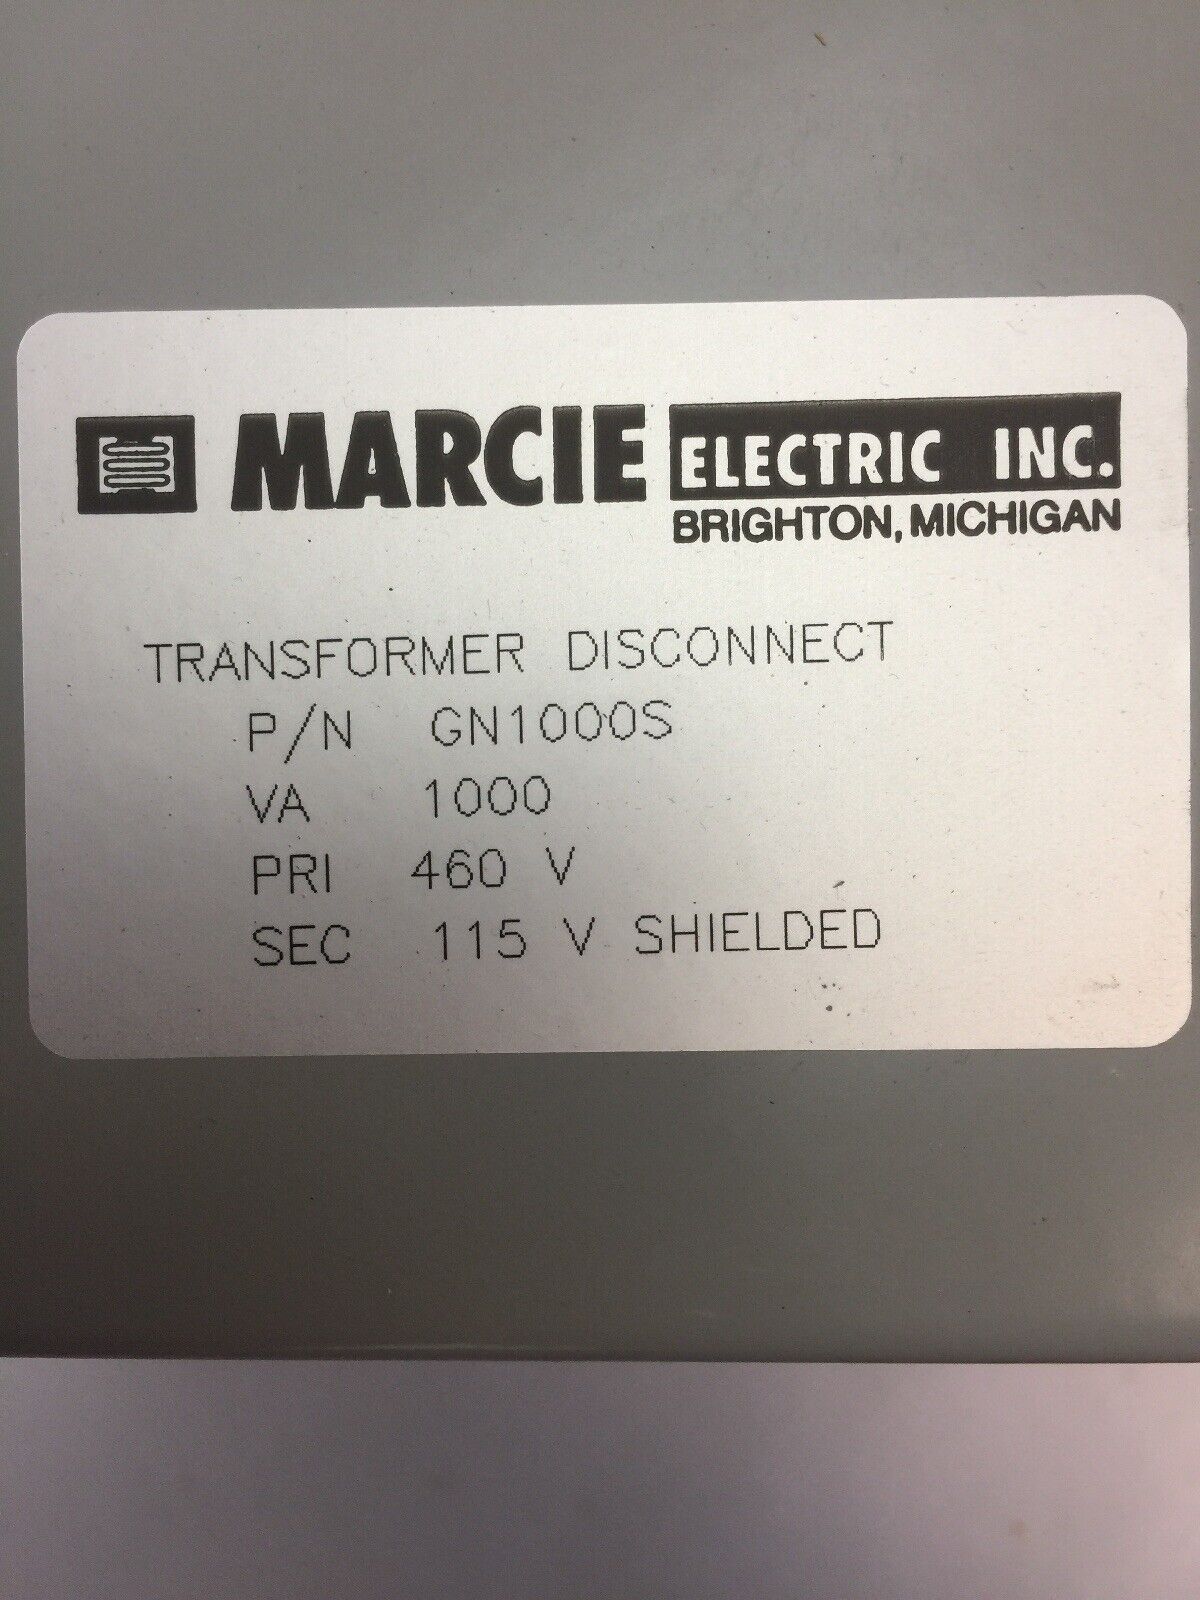 MARCIE ELECTRIC INC.
BRIGHTON, MICHIGAN
TRANSFORMER DISCONNECT
P/N GN1000S
VA 1000
PRI 460 V
SEC 115 V SHIELDED